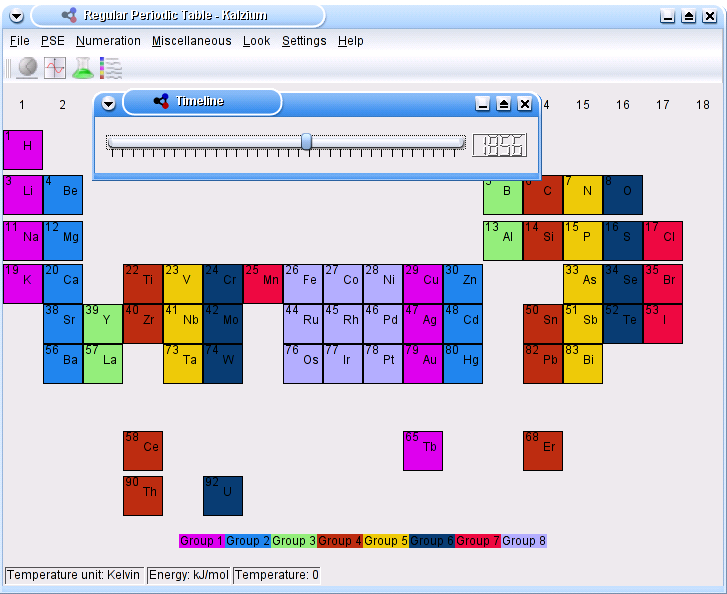 Regular Periodic Table - Kalzium
File PSE Numeration Miscellaneous Look Settings Help
1 2 4 15 16 17 18
Timeline
1856
1 H
3 Li 4 Be 5 B 6 C 7 N 8 O
11 Na 12 Mg 13 Al 14 Si 15 P 16 S 17 Cl
19 K 20 Ca 22 Ti 23 V 24 Cr 25 Mn 26 Fe 27 Co 28 Ni 29 Cu 30 Zn 33 As 34 Se 35 Br
38 Sr 39 Y 40 Zr 41 Nb 42 Mo 44 Ru 45 Rh 46 Pd 47 Ag 48 Cd 50 Sn 51 Sb 52 Te 53 I
56 Ba 57 La 73 Ta 74 W 76 Os 77 Ir 78 Pt 79 Au 80 Hg 82 Pb 83 Bi
58 Ce 65 Tb 68 Er
90 Th 92 U
Group 1 Group 2 Group 3 Group 4 Group 5 Group 6 Group 7 Group 8
Temperature unit: Kelvin Energy: kJ/mol Temperature: 0